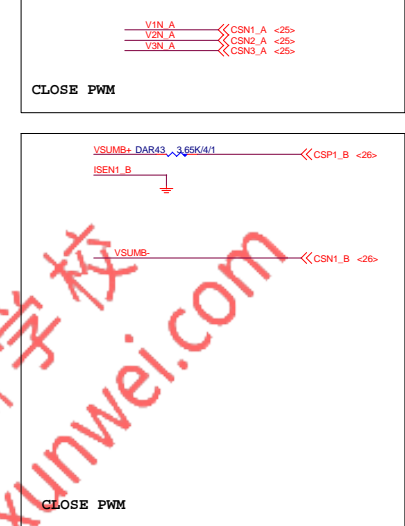 V1N_A CSN1_A <25>
V2N_A CSN2_A <25>
V3N_A CSN3_A <25>
CLOSE PWM
VSUMB+ DAR43 3.65K/4/1 CSP1_B <26>
ISEN1_B
VSUMB- CSN1_B <26>
学校
xunwei.com
CLOSE PWM